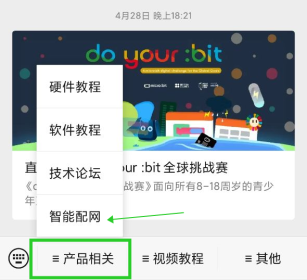 4月28日 晚上18:21
do your :bit
硬件教程
软件教程
技术论坛
智能配网
直
our :bit 全球挑战赛
《d
战赛》面向所有8-18周岁的青少
年
≡ 产品相关
≡ 视频教程
≡ 其他